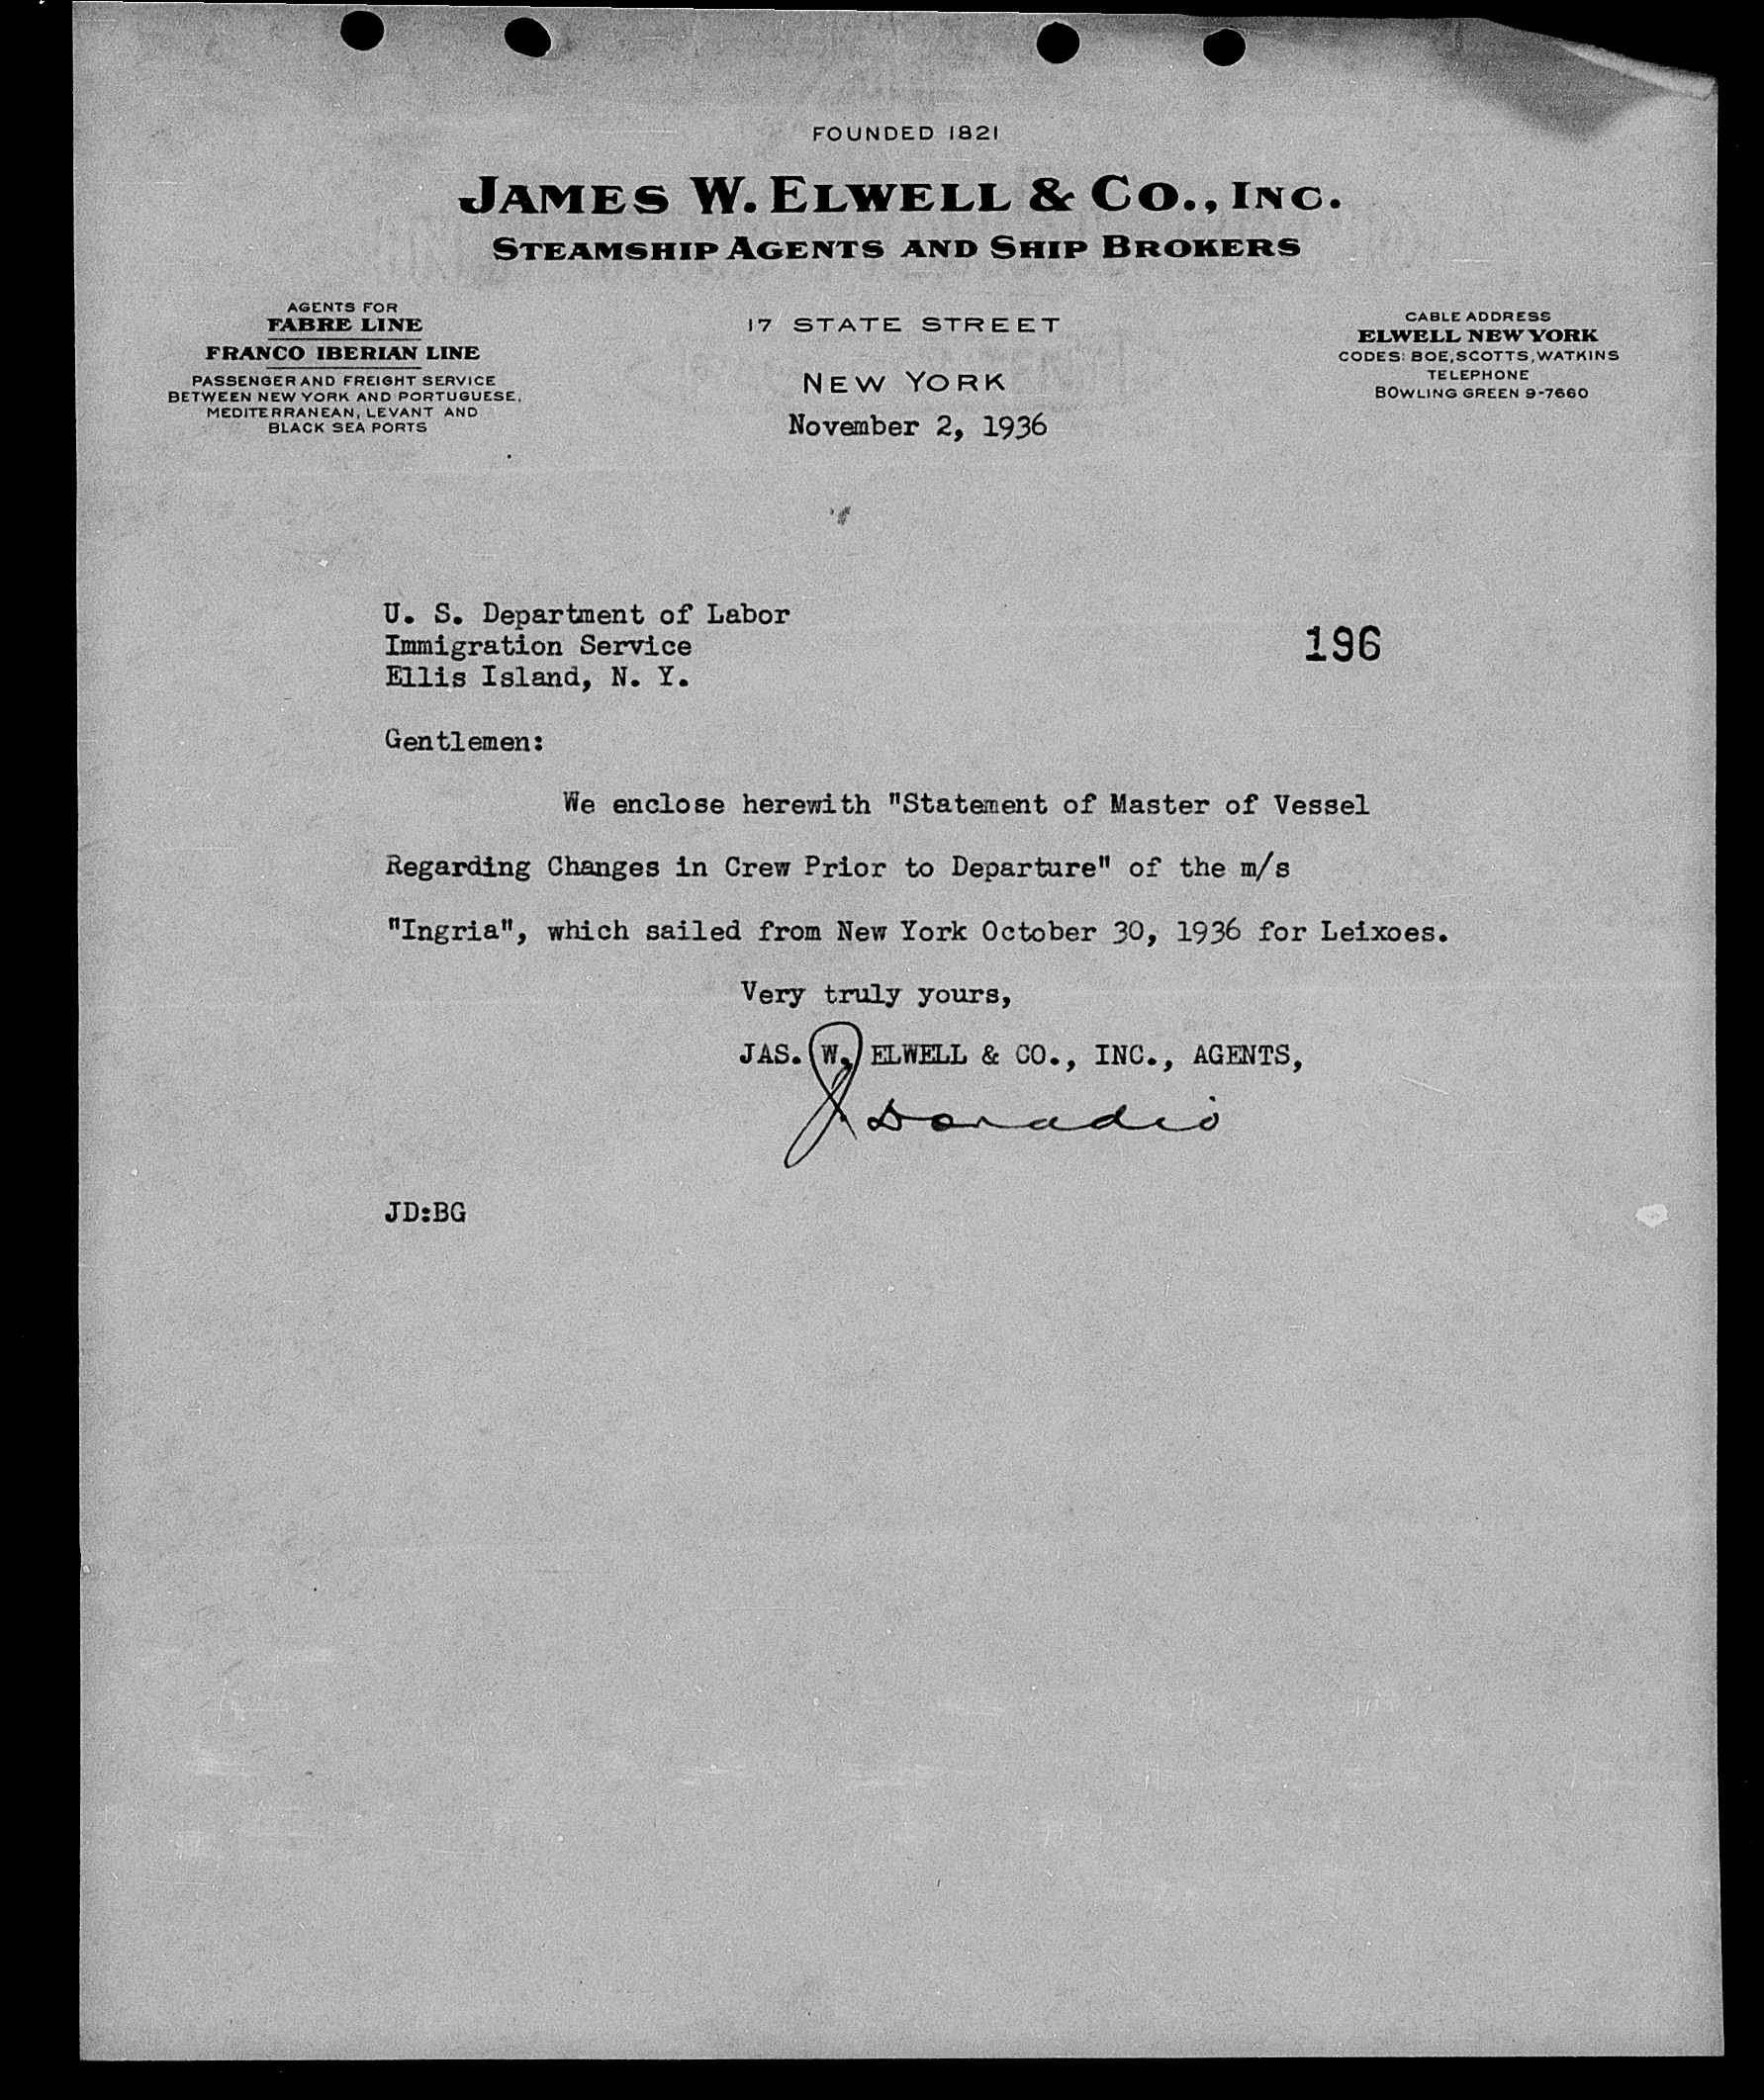 FOUNDED 1821
JAMES W. ELWELL & CO., INC.
STEAMSHIP AGENTS AND SHIP BROKERS
AGENTS FOR
FABRE LINE
FRANCO IBERIAN LINE
PASSENGER AND FREIGHT SERVICE
BETWEEN NEW YORK AND PORTUGUESE,
MEDITERRANEAN, LEVANT AND
BLACK SEA PORTS
17 STATE STREET
NEW YORK
November 2, 1936
CABLE ADDRESS
ELWELL NEW YORK
CODES: BOE, SCOTTS, WATKINS
TELEPHONE
BOWLING GREEN 9-7660
U. S. Department of Labor
Immigration Service
Ellis Island, N. Y.
196
Gentlemen:
We enclose herewith "Statement of Master of Vessel
Regarding Changes in Crew Prior to Departure" of the m/s
"Ingria", which sailed from New York October 30, 1936 for Leixoes.
Very truly yours,
JAS. W. ELWELL & CO., INC., AGENTS,
J Doradio
JD:BG